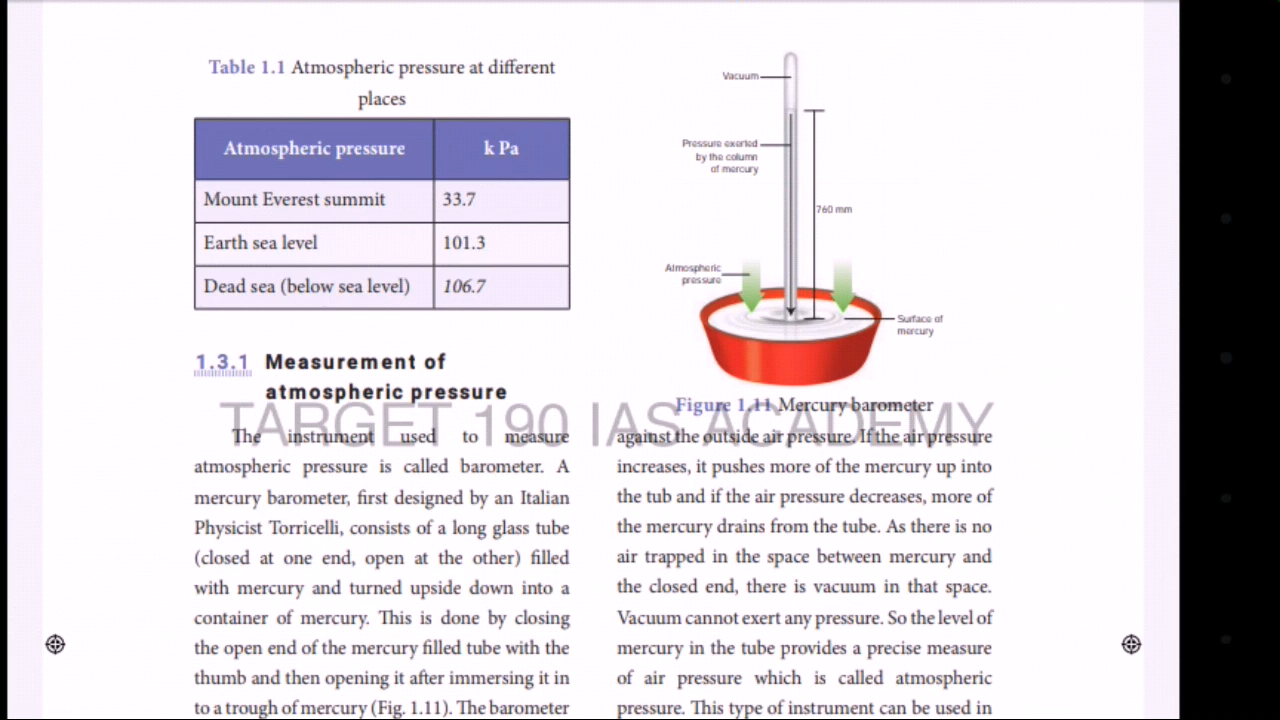 Table 1.1 Atmospheric pressure at different
places
Atmospheric pressure k Pa
Mount Everest summit 33.7
Earth sea level 101.3
Dead sea (below sea level) 106.7
1.3.1 Measurement of
atmospheric pressure
The instrument used to measure
atmospheric pressure is called barometer. A
mercury barometer, first designed by an Italian
Physicist Torricelli, consists of a long glass tube
(closed at one end, open at the other) filled
with mercury and turned upside down into a
container of mercury. This is done by closing
the open end of the mercury filled tube with the
thumb and then opening it after immersing it in
to a trough of mercury (Fig. 1.11). The barometer
Vacuum
Pressure exerted
by the column
of mercury
760 mm
Atmospheric
pressure
Surface of
mercury
Figure 1.11 Mercury barometer
TARGET 190 IAS ACADEMY
against the outside air pressure. If the air pressure
increases, it pushes more of the mercury up into
the tub and if the air pressure decreases, more of
the mercury drains from the tube. As there is no
air trapped in the space between mercury and
the closed end, there is vacuum in that space.
Vacuum cannot exert any pressure. So the level of
mercury in the tube provides a precise measure
of air pressure which is called atmospheric
pressure. This type of instrument can be used in